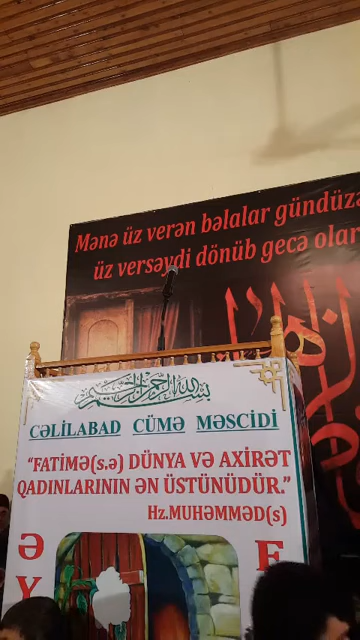 Mənə üz verən bəlalar gündüzə
üz versəydi dönüb gecə olar
بسم الله الرحمن الرحيم
CƏLİLABAD CÜMƏ MƏSCİDİ
"FATİMƏ(s.ə) DÜNYA VƏ AXİRƏT
QADINLARININ ƏN ÜSTÜNÜDÜR."
Hz.MUHƏMMƏD(s)